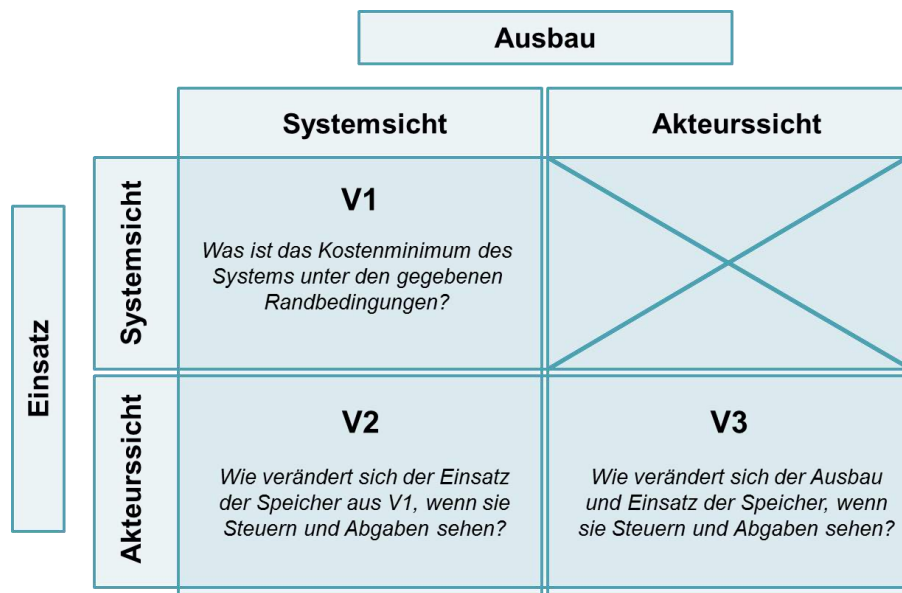 Ausbau
Systemsicht
Akteurssicht
Einsatz
Systemsicht
V1
Was ist das Kostenminimum des
Systems unter den gegebenen
Randbedingungen?
Akteurssicht
V2
Wie verändert sich der Einsatz
der Speicher aus V1, wenn sie
Steuern und Abgaben sehen?
V3
Wie verändert sich der Ausbau
und Einsatz der Speicher, wenn
sie Steuern und Abgaben sehen?